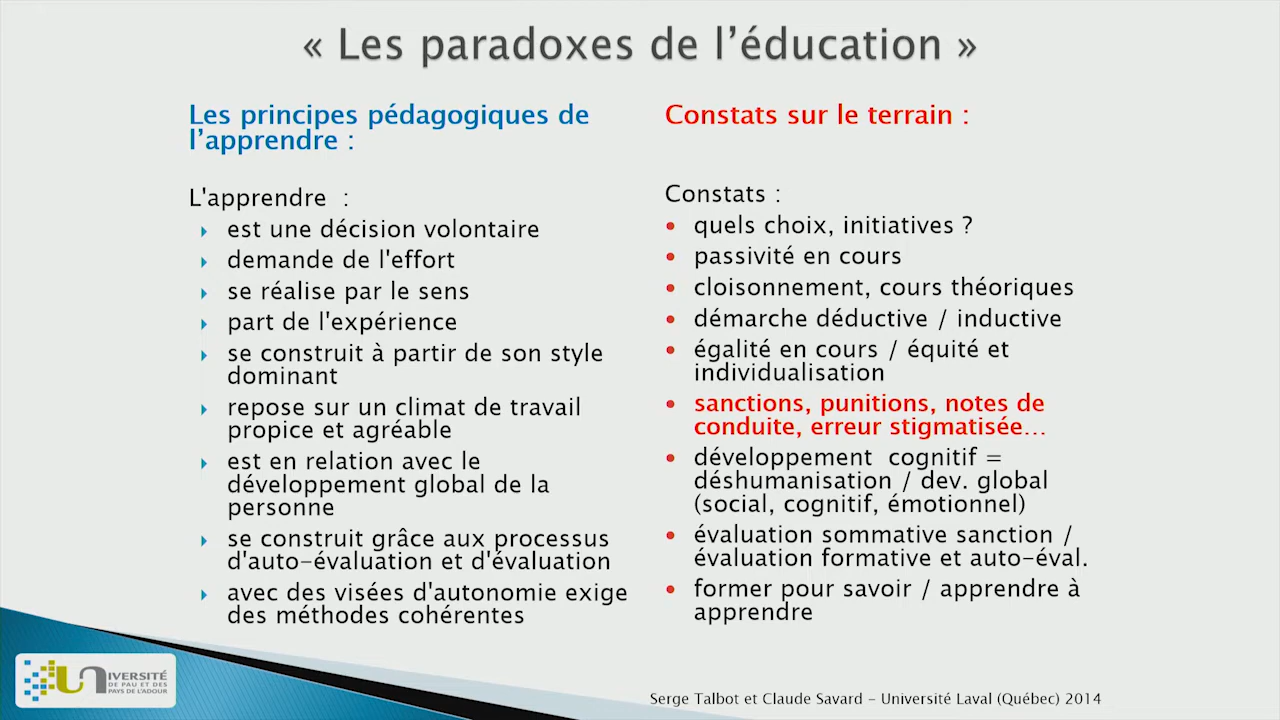 « Les paradoxes de l’éducation »
Les principes pédagogiques de
l’apprendre :
L'apprendre :
est une décision volontaire
demande de l'effort
se réalise par le sens
part de l'expérience
se construit à partir de son style
dominant
repose sur un climat de travail
propice et agréable
est en relation avec le
développement global de la
personne
se construit grâce aux processus
d'auto-évaluation et d'évaluation
avec des visées d'autonomie exige
des méthodes cohérentes
Constats sur le terrain :
Constats :
quels choix, initiatives ?
passivité en cours
cloisonnement, cours théoriques
démarche déductive / inductive
égalité en cours / équité et
individualisation
sanctions, punitions, notes de
conduite, erreur stigmatisée…
développement cognitif =
déshumanisation / dev. global
(social, cognitif, émotionnel)
évaluation sommative sanction /
évaluation formative et auto-éval.
former pour savoir / apprendre à
apprendre
UNIVERSITÉ
DE PAU ET DES
PAYS DE L'ADOUR
Serge Talbot et Claude Savard - Université Laval (Québec) 2014